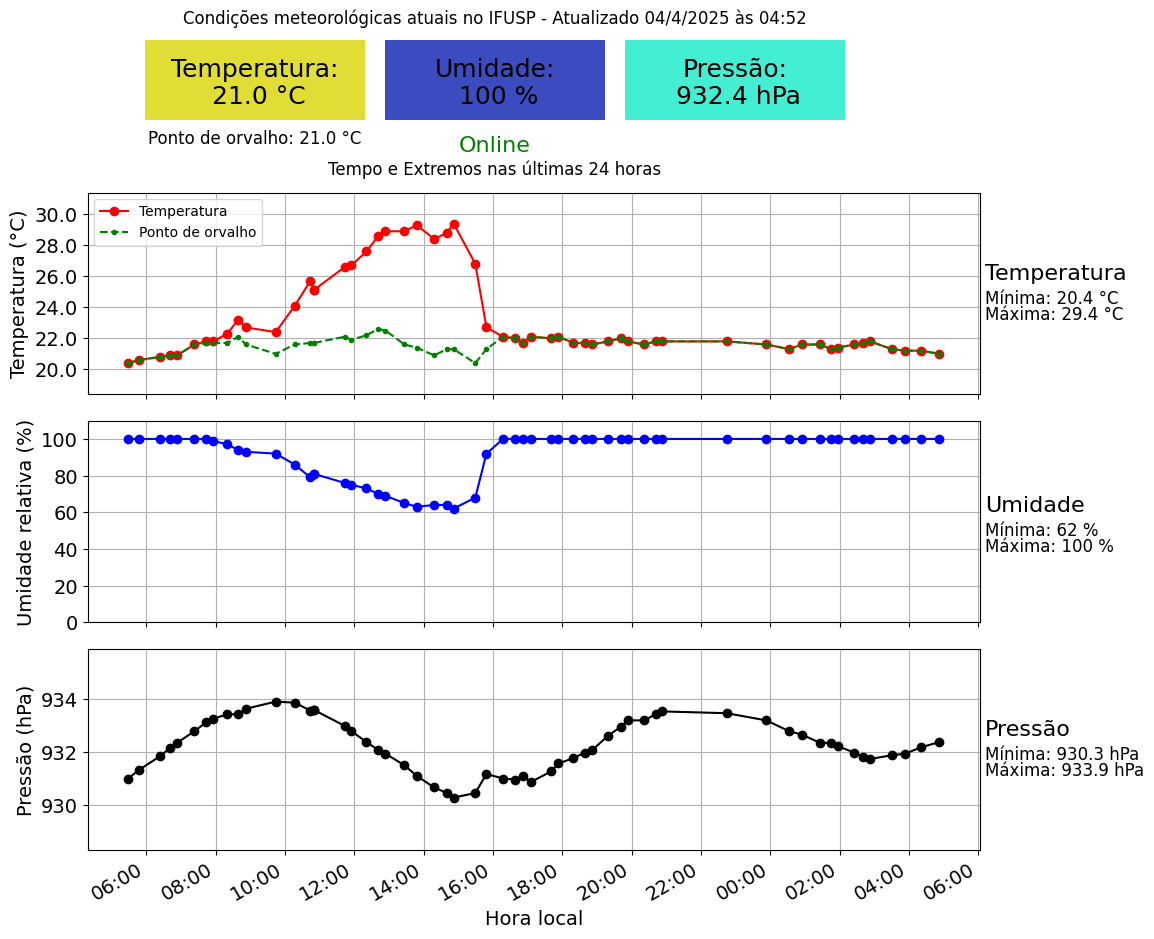 Condições meteorológicas atuais no IFUSP - Atualizado 04/4/2025 às 04:52
Temperatura:
21.0 °C
Umidade:
100 %
Pressão:
932.4 hPa
Ponto de orvalho: 21.0 °C
Online
Tempo e Extremos nas últimas 24 horas
Temperatura
Ponto de orvalho
Temperatura (°C)
30.0
28.0
26.0
24.0
22.0
20.0
Temperatura
Mínima: 20.4 °C
Máxima: 29.4 °C
Umidade relativa (%)
100
80
60
40
20
0
Umidade
Mínima: 62 %
Máxima: 100 %
Pressão (hPa)
934
932
930
Pressão
Mínima: 930.3 hPa
Máxima: 933.9 hPa
06:00
08:00
10:00
12:00
14:00
16:00
18:00
20:00
22:00
00:00
02:00
04:00
06:00
Hora local